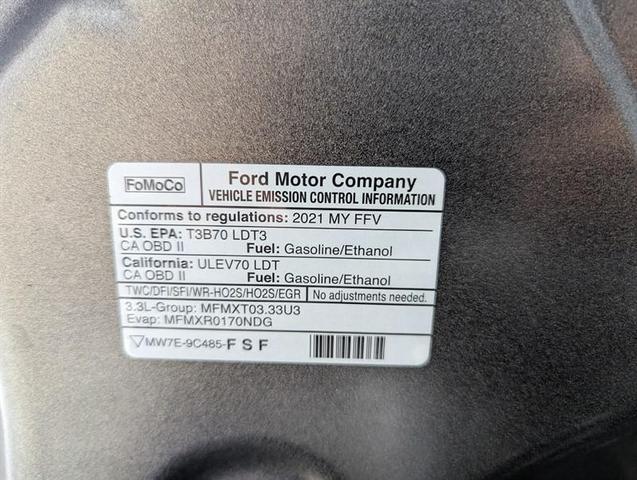 FoMoCo
Ford Motor Company
VEHICLE EMISSION CONTROL INFORMATION
Conforms to regulations: 2021 MY FFV
U.S. EPA: T3B70 LDT3
CA OBD II Fuel: Gasoline/Ethanol
California: ULEV70 LDT
CA OBD II Fuel: Gasoline/Ethanol
TWC/DFI/SFI/WR-HO2S/HO2S/EGR No adjustments needed.
3.3L-Group: MFMXT03.33U3
Evap: MFMXR0170NDG
MW7E-9C485-F S F